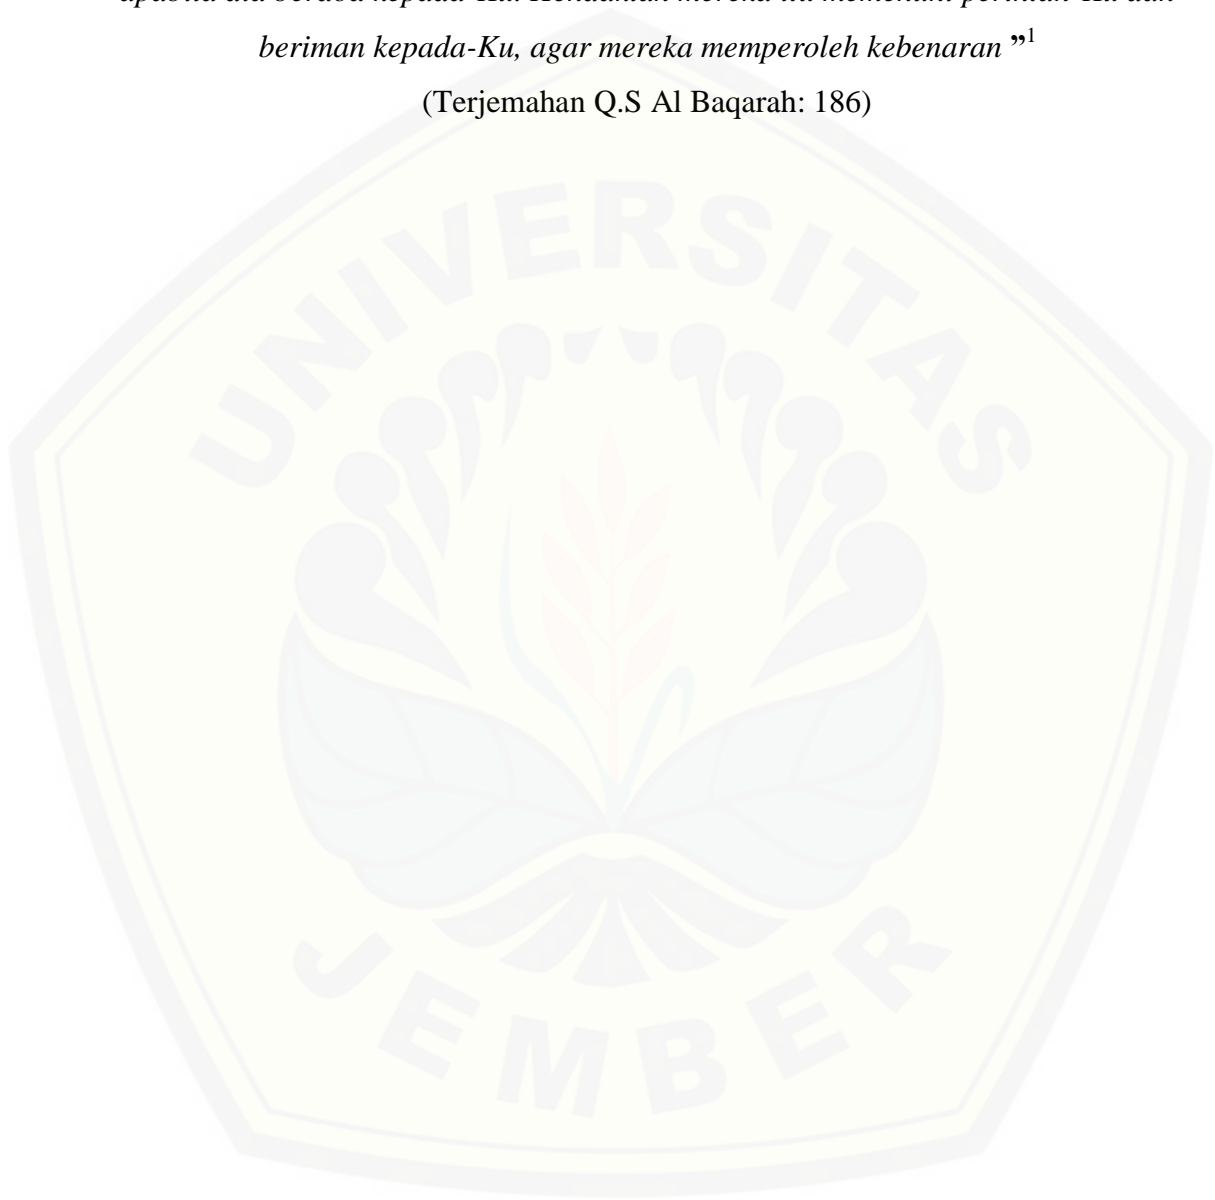 beriman kepada-Ku, agar mereka memperoleh kebenaran ”1
(Terjemahan Q.S Al Baqarah: 186)
UNIVERSITAS
JEMBER